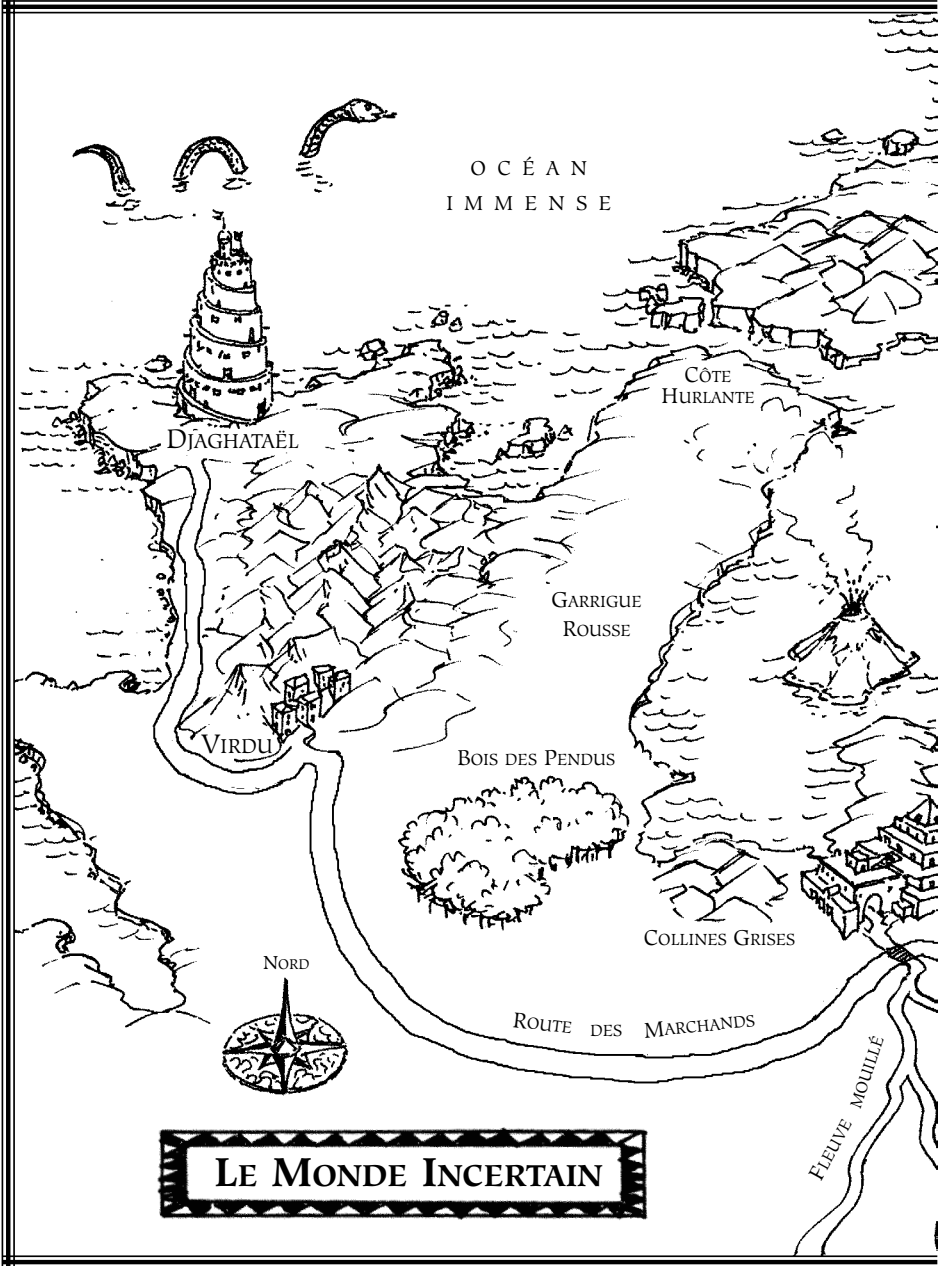 OCÉAN
IMMENSE
CÔTE
HURLANTE
DJAGHATAËL
GARRIGUE
ROUSSE
VIRDU
BOIS DES PENDUS
COLLINES GRISES
NORD
ROUTE DES MARCHANDS
FLEUVE MOUILLÉ
LE MONDE INCERTAIN